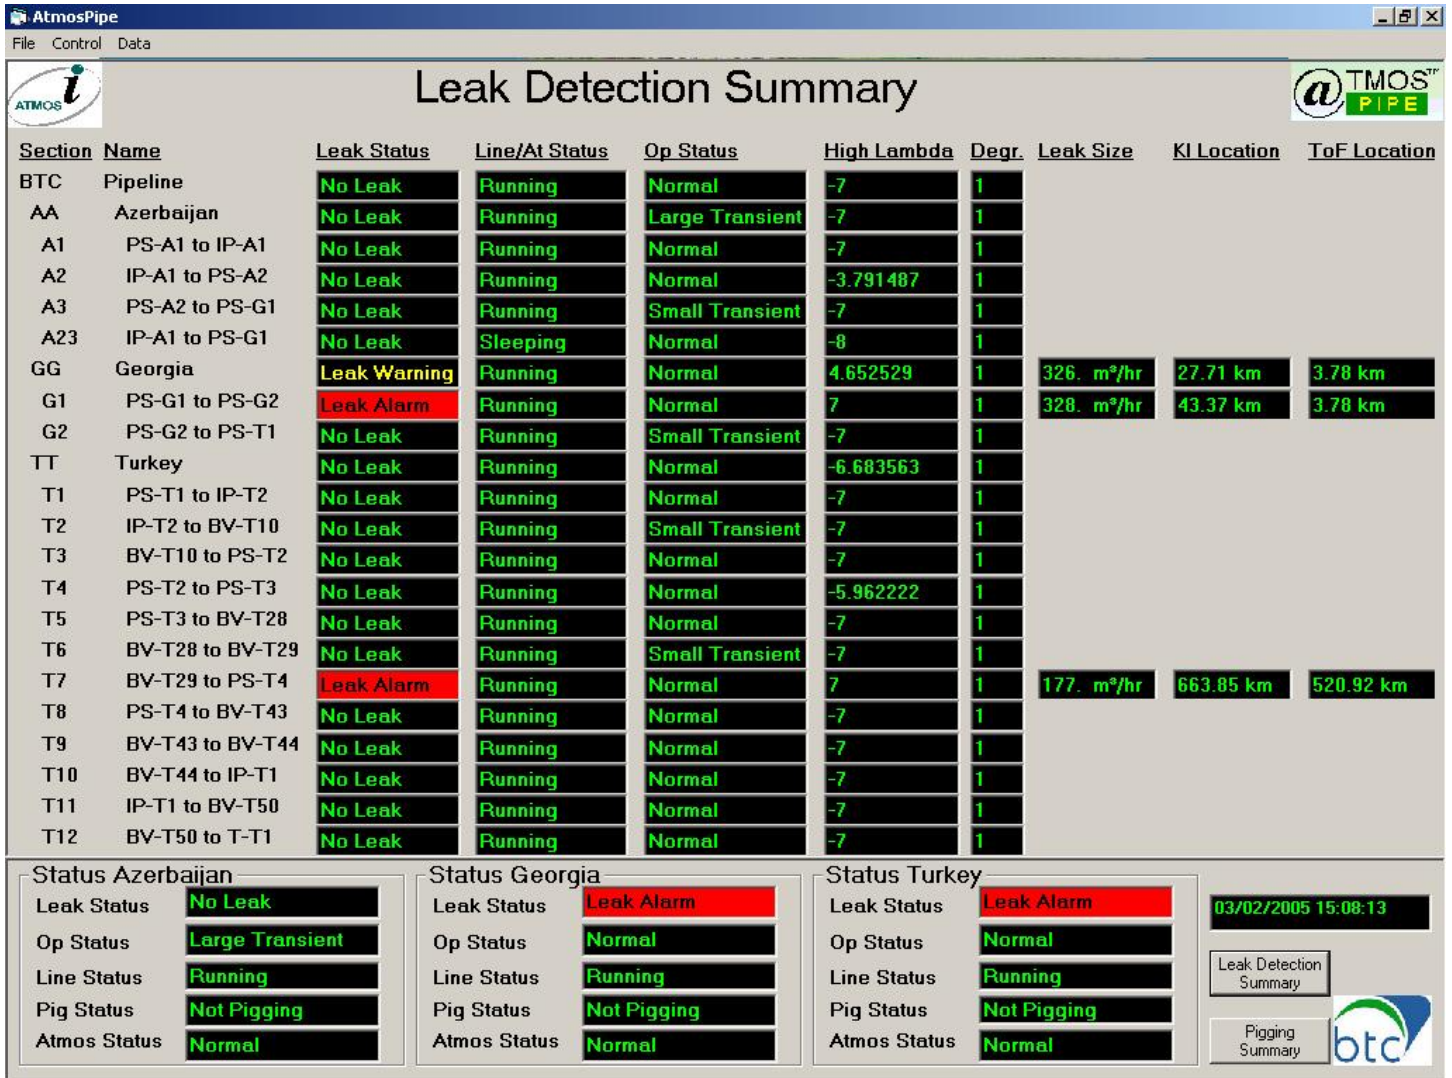 AtmosPipe
File Control Data
ATMOS i Leak Detection Summary @TMOS™ PIPE
Section Name Leak Status Line/At Status Op Status High Lambda Degr. Leak Size KI Location ToF Location
BTC Pipeline No Leak Running Normal -7 1
AA Azerbaijan No Leak Running Large Transient -7 1
A1 PS-A1 to IP-A1 No Leak Running Normal -7 1
A2 IP-A1 to PS-A2 No Leak Running Normal -3.791487 1
A3 PS-A2 to PS-G1 No Leak Running Small Transient -7 1
A23 IP-A1 to PS-G1 No Leak Sleeping Normal -8 1
GG Georgia Leak Warning Running Normal 4.652529 1 326. m³/hr 27.71 km 3.78 km
G1 PS-G1 to PS-G2 Leak Alarm Running Normal 7 1 328. m³/hr 43.37 km 3.78 km
G2 PS-G2 to PS-T1 No Leak Running Small Transient -7 1
TT Turkey No Leak Running Normal -6.683563 1
T1 PS-T1 to IP-T2 No Leak Running Normal -7 1
T2 IP-T2 to BV-T10 No Leak Running Small Transient -7 1
T3 BV-T10 to PS-T2 No Leak Running Normal -7 1
T4 PS-T2 to PS-T3 No Leak Running Normal -5.962222 1
T5 PS-T3 to BV-T28 No Leak Running Normal -7 1
T6 BV-T28 to BV-T29 No Leak Running Small Transient -7 1
T7 BV-T29 to PS-T4 Leak Alarm Running Normal 7 1 177. m³/hr 663.85 km 520.92 km
T8 PS-T4 to BV-T43 No Leak Running Normal -7 1
T9 BV-T43 to BV-T44 No Leak Running Normal -7 1
T10 BV-T44 to IP-T1 No Leak Running Normal -7 1
T11 IP-T1 to BV-T50 No Leak Running Normal -7 1
T12 BV-T50 to T-T1 No Leak Running Normal -7 1
Status Azerbaijan
Leak Status No Leak
Op Status Large Transient
Line Status Running
Pig Status Not Pigging
Atmos Status Normal
Status Georgia
Leak Status Leak Alarm
Op Status Normal
Line Status Running
Pig Status Not Pigging
Atmos Status Normal
Status Turkey
Leak Status Leak Alarm
Op Status Normal
Line Status Running
Pig Status Not Pigging
Atmos Status Normal
03/02/2005 15:08:13
Leak Detection
Summary
Pigging
Summary
btc